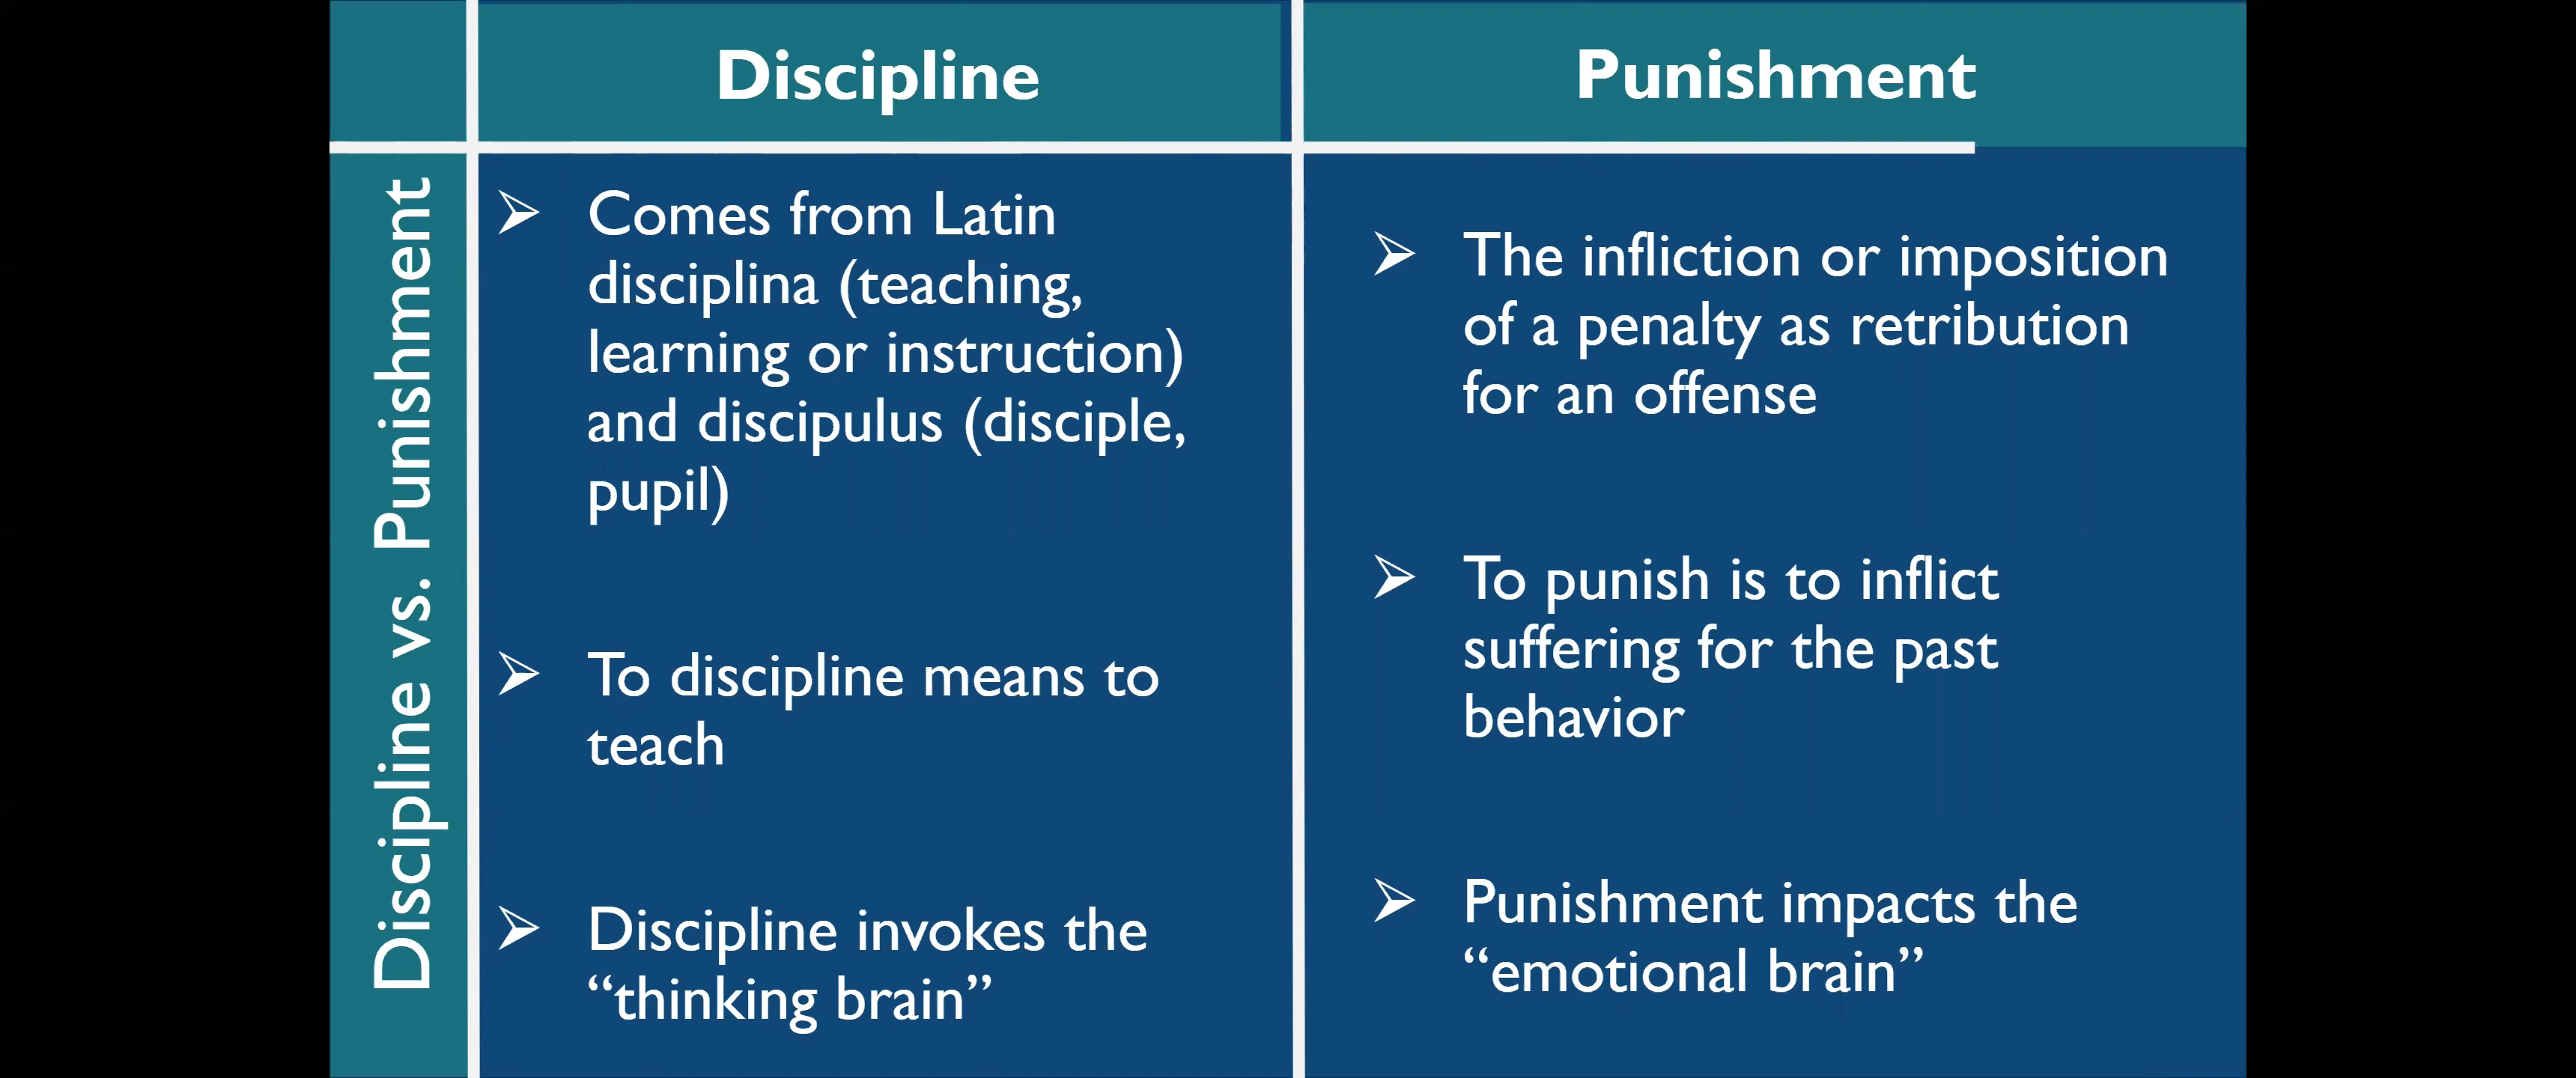 Discipline vs. Punishment
Discipline
Punishment
➢ Comes from Latin
disciplina (teaching,
learning or instruction)
and discipulus (disciple,
pupil)
➢ To discipline means to
teach
➢ Discipline invokes the
“thinking brain”
➢ The infliction or imposition
of a penalty as retribution
for an offense
➢ To punish is to inflict
suffering for the past
behavior
➢ Punishment impacts the
“emotional brain”